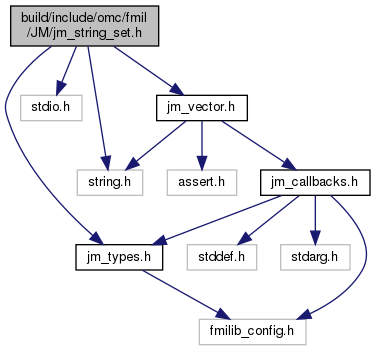 build/include/omc/fmil
/JM/jm_string_set.h
stdio.h
jm_vector.h
string.h
assert.h
jm_callbacks.h
jm_types.h
stddef.h
stdarg.h
fmilib_config.h